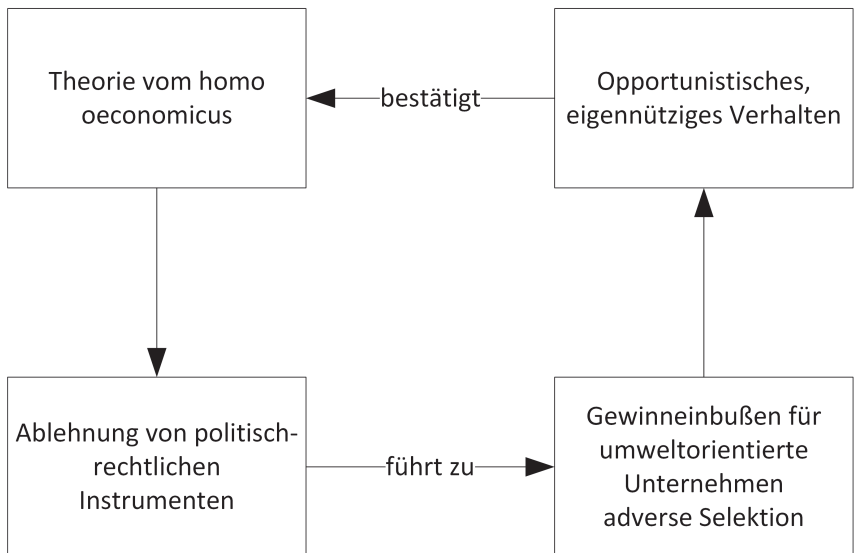 Theorie vom homo
oeconomicus
bestätigt
Opportunistisches,
eigennütziges Verhalten
Ablehnung von politisch-
rechtlichen
Instrumenten
führt zu
Gewinneinbußen für
umweltorientierte
Unternehmen
adverse Selektion